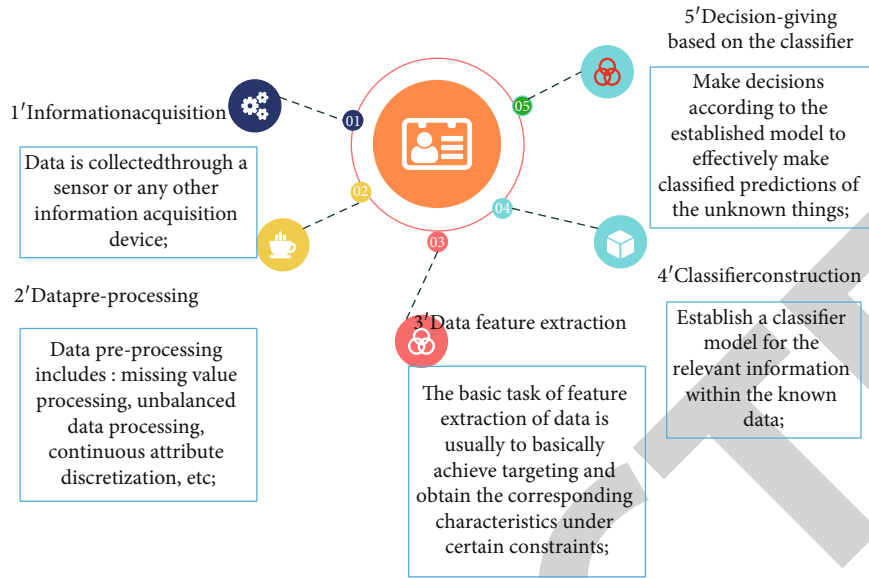 1′Informationacquisition
Data is collectedthrough a
sensor or any other
information acquisition
device;
2′Datapre-processing
Data pre-processing
includes : missing value
processing, unbalanced
data processing,
continuous attribute
discretization, etc;
01
02
03
04
05
3′Data feature extraction
The basic task of feature
extraction of data is
usually to basically
achieve targeting and
obtain the corresponding
characteristics under
certain constraints;
5′Decision-giving
based on the classifier
Make decisions
according to the
established model to
effectively make
classified predictions of
the unknown things;
4′Classifierconstruction
Establish a classifier
model for the
relevant information
within the known
data;